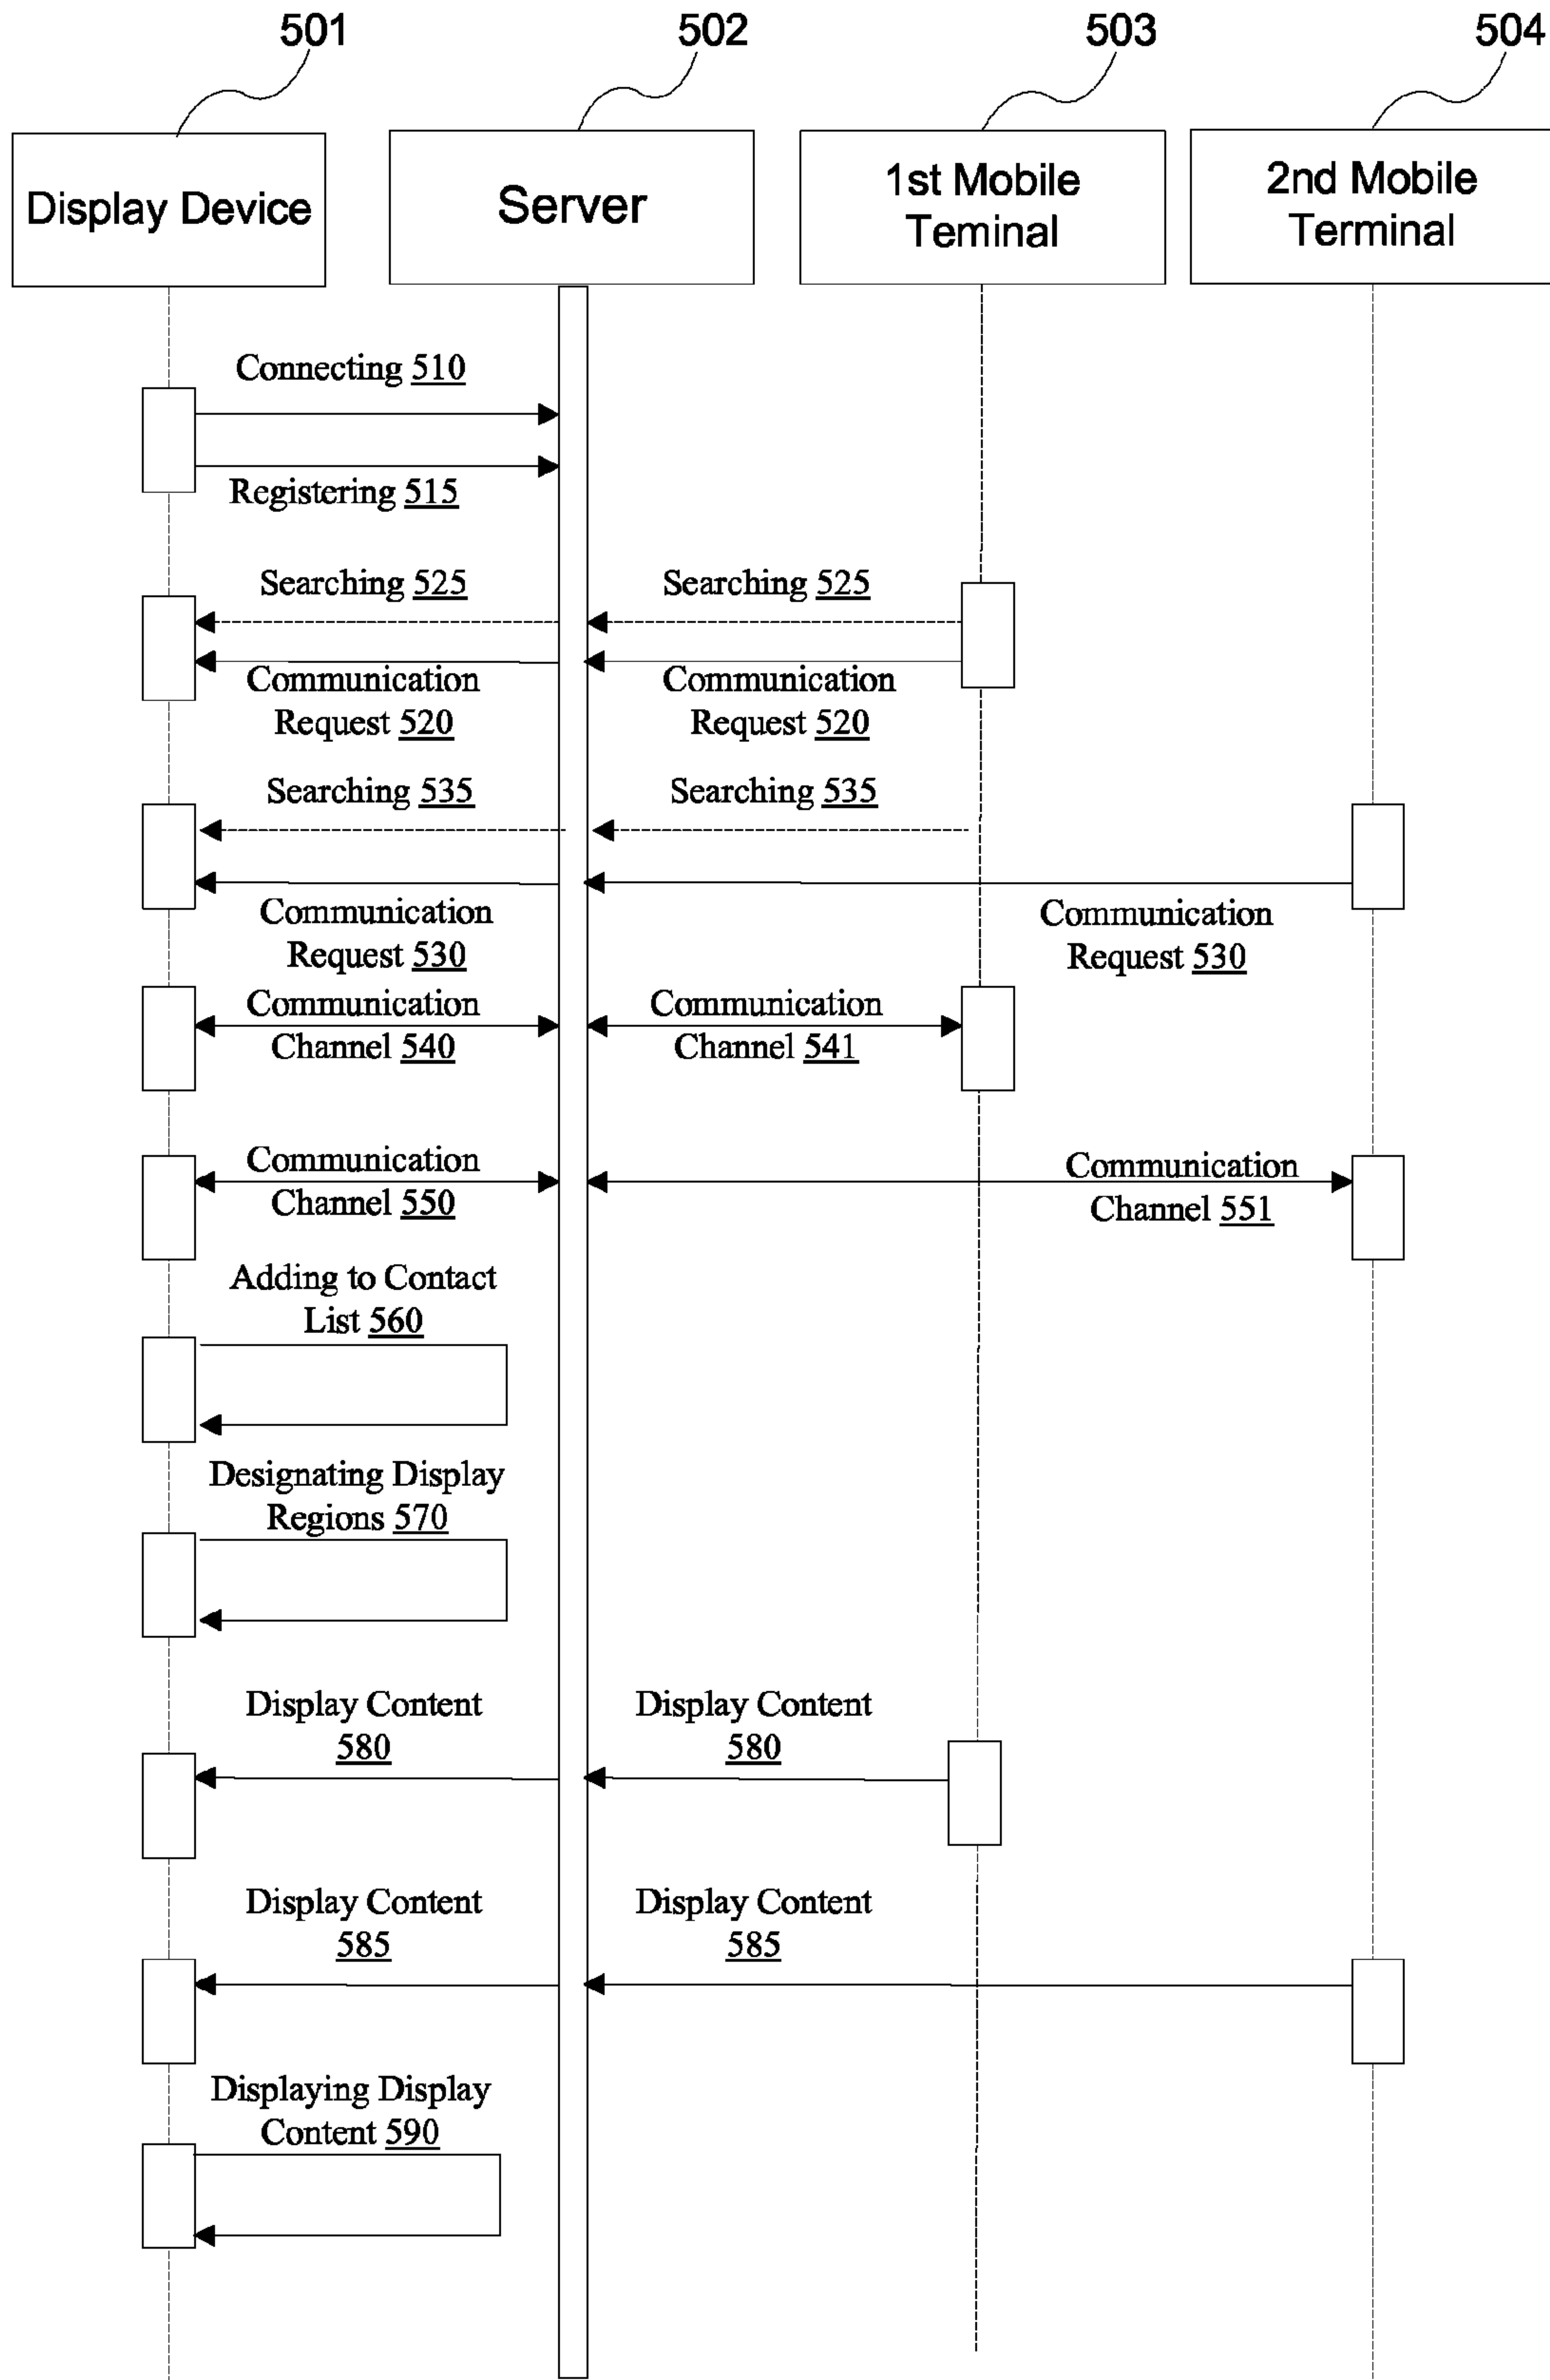 501
502
503
504
Display Device
Server
1st Mobile
Teminal
2nd Mobile
Terminal
Connecting 510
Registering 515
Searching 525
Searching 525
Communication
Request 520
Communication
Request 520
Searching 535
Searching 535
Communication
Request 530
Communication
Request 530
Communication
Channel 540
Communication
Channel 541
Communication
Channel 550
Communication
Channel 551
Adding to Contact
List 560
Designating Display
Regions 570
Display Content
580
Display Content
580
Display Content
585
Display Content
585
Displaying Display
Content 590